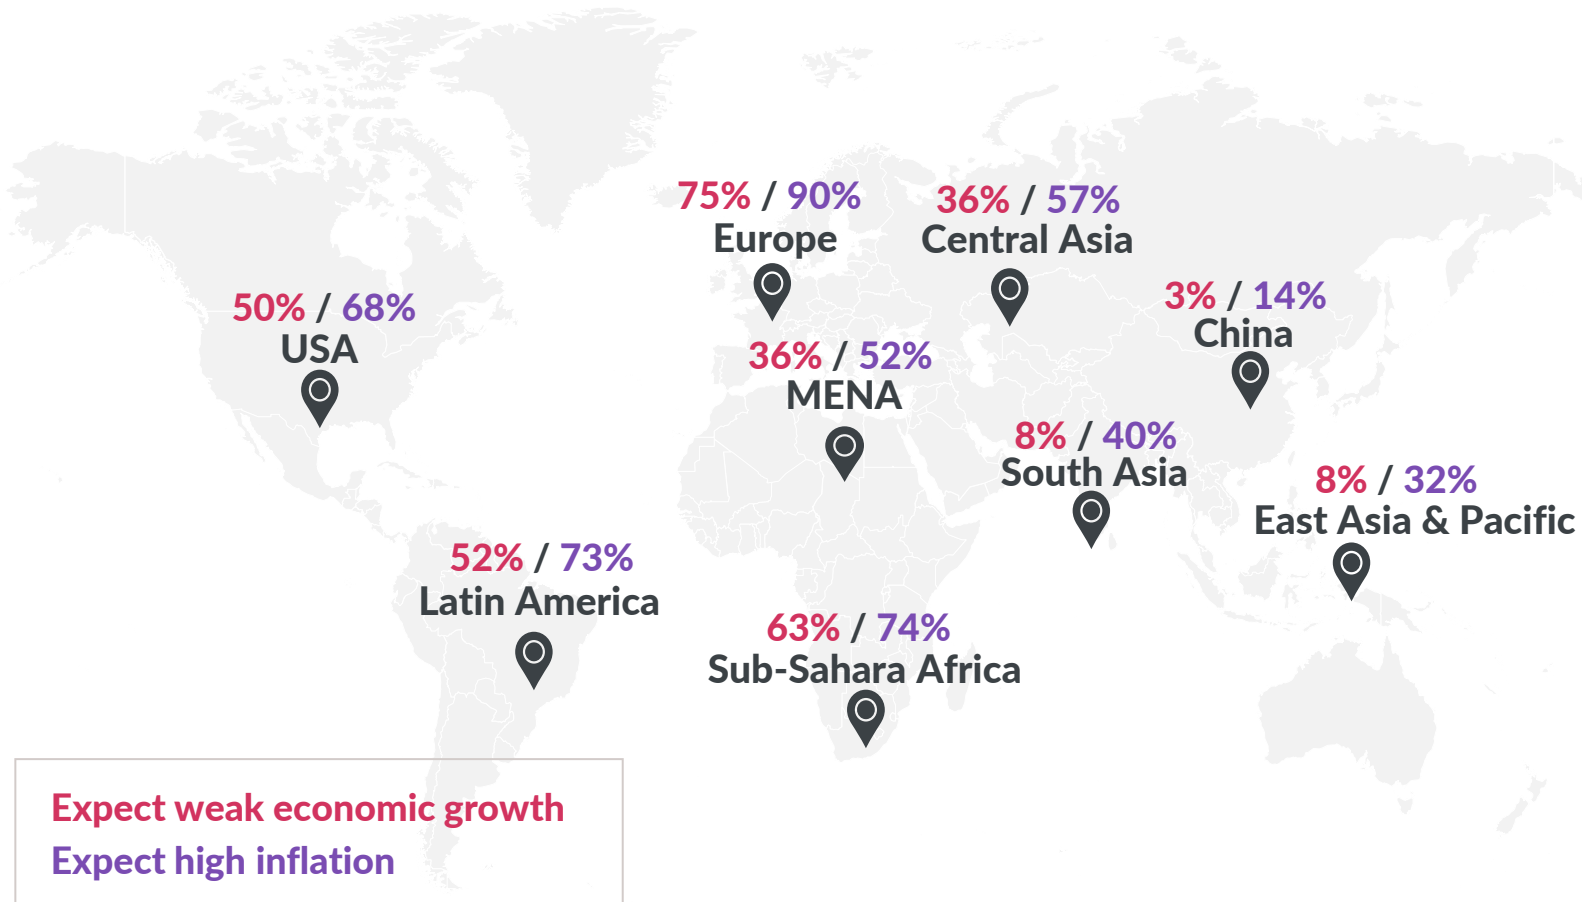 75% / 90%
Europe
36% / 57%
Central Asia
50% / 68%
USA
3% / 14%
China
36% / 52%
MENA
8% / 40%
South Asia
8% / 32%
East Asia & Pacific
52% / 73%
Latin America
63% / 74%
Sub-Sahara Africa
Expect weak economic growth
Expect high inflation